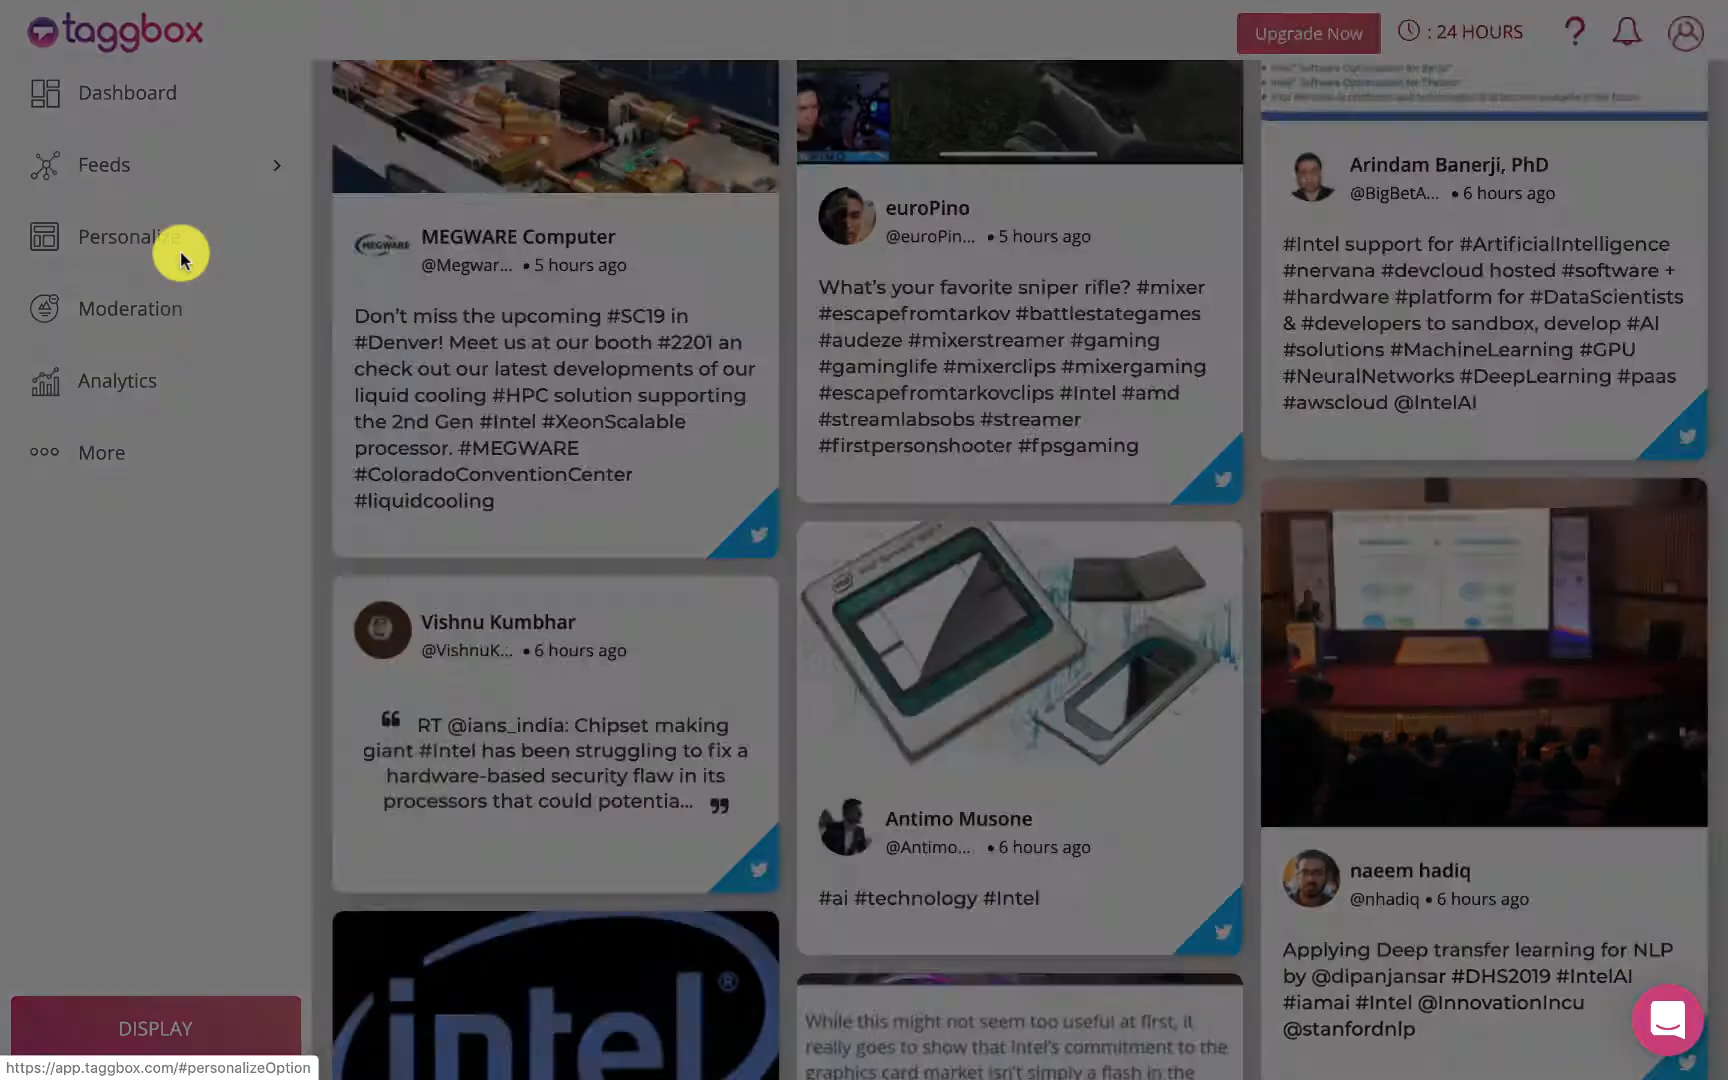 taggbox
Upgrade Now
: 24 HOURS
?
Dashboard
Feeds
Personalize
Moderation
Analytics
More
DISPLAY
https://app.taggbox.com/#personalizeOption
MEGWARE
MEGWARE Computer
@Megwar... • 5 hours ago
Don't miss the upcoming #SC19 in
#Denver! Meet us at our booth #2201 an
check out our latest developments of our
liquid cooling #HPC solution supporting
the 2nd Gen #Intel #XeonScalable
processor. #MEGWARE
#ColoradoConventionCenter
#liquidcooling
Vishnu Kumbhar
@VishnuK... • 6 hours ago
“ RT @ians_india: Chipset making
giant #Intel has been struggling to fix a
hardware-based security flaw in its
processors that could potentia... ”
intel®
euroPino
@euroPin... • 5 hours ago
What's your favorite sniper rifle? #mixer
#escapefromtarkov #battlestategames
#audeze #mixerstreamer #gaming
#gaminglife #mixerclips #mixergaming
#escapefromtarkovclips #Intel #amd
#streamlabsobs #streamer
#firstpersonshooter #fpsgaming
Antimo Musone
@Antimo... • 6 hours ago
#ai #technology #Intel
While this might not seem too useful at first, it
really goes to show that Intel's commitment to the
graphics card market isn't simply a flash in the
Arindam Banerji, PhD
@BigBetA... • 6 hours ago
#Intel support for #ArtificialIntelligence
#nervana #devcloud hosted #software +
#hardware #platform for #DataScientists
& #developers to sandbox, develop #AI
#solutions #MachineLearning #GPU
#NeuralNetworks #DeepLearning #paas
#awscloud @IntelAI
naeem hadiq
@nhadiq • 6 hours ago
Applying Deep transfer learning for NLP
by @dipanjansar #DHS2019 #IntelAI
#iamai #Intel @InnovationIncu
@stanfordnlp